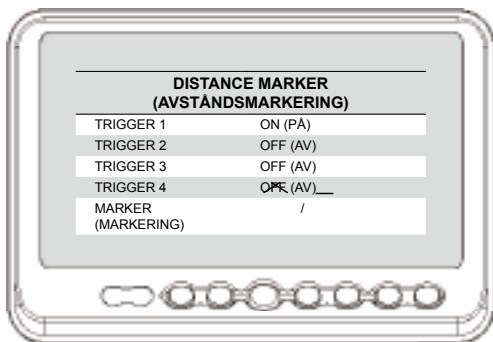 DISTANCE MARKER
(AVSTÅNDSMARKERING)
TRIGGER 1 ON (PÅ)
TRIGGER 2 OFF (AV)
TRIGGER 3 OFF (AV)
TRIGGER 4 OFF (AV)
MARKER /
(MARKERING)